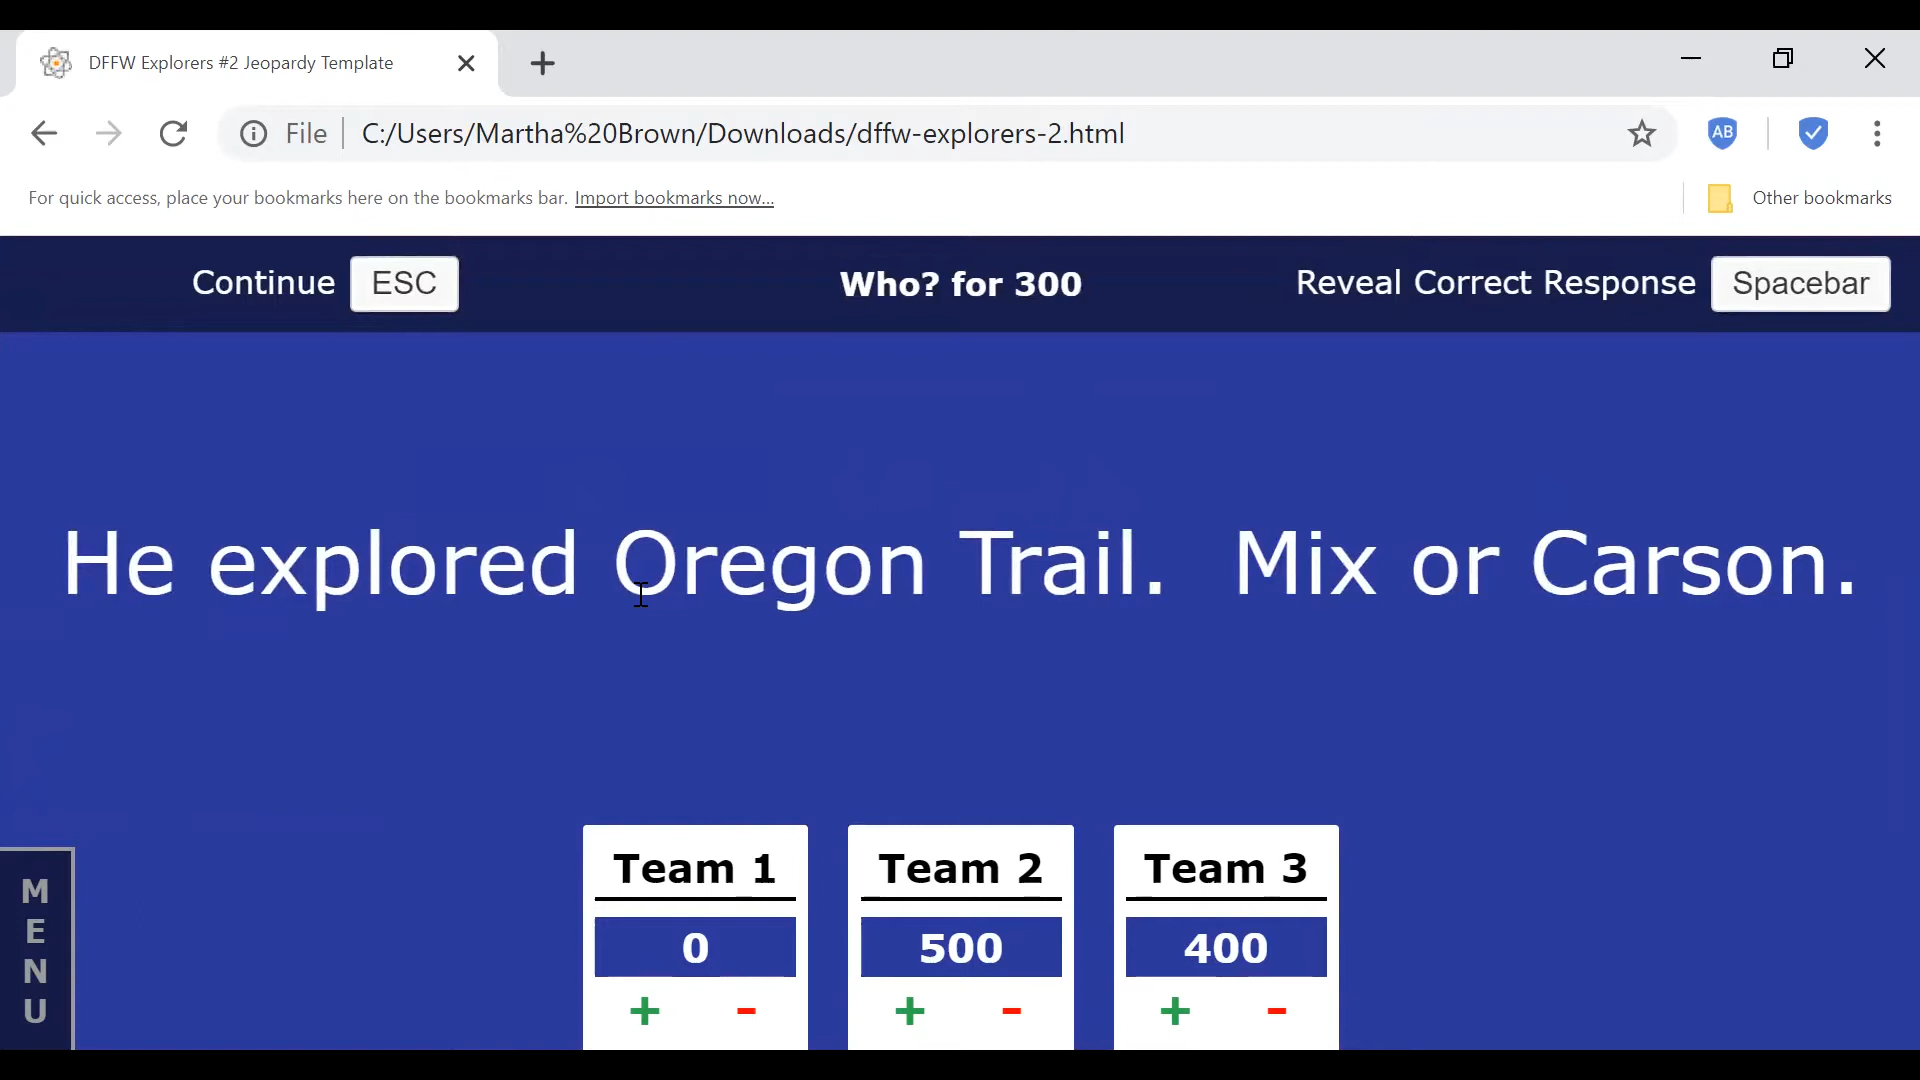 DFFW Explorers #2 Jeopardy Template
File C:/Users/Martha%20Brown/Downloads/dffw-explorers-2.html
AB
For quick access, place your bookmarks here on the bookmarks bar. Import bookmarks now... Other bookmarks
Continue ESC Who? for 300 Reveal Correct Response Spacebar
He explored Oregon Trail. Mix or Carson.
Team 1 Team 2 Team 3
0 500 400
+ - + - + -
MENU